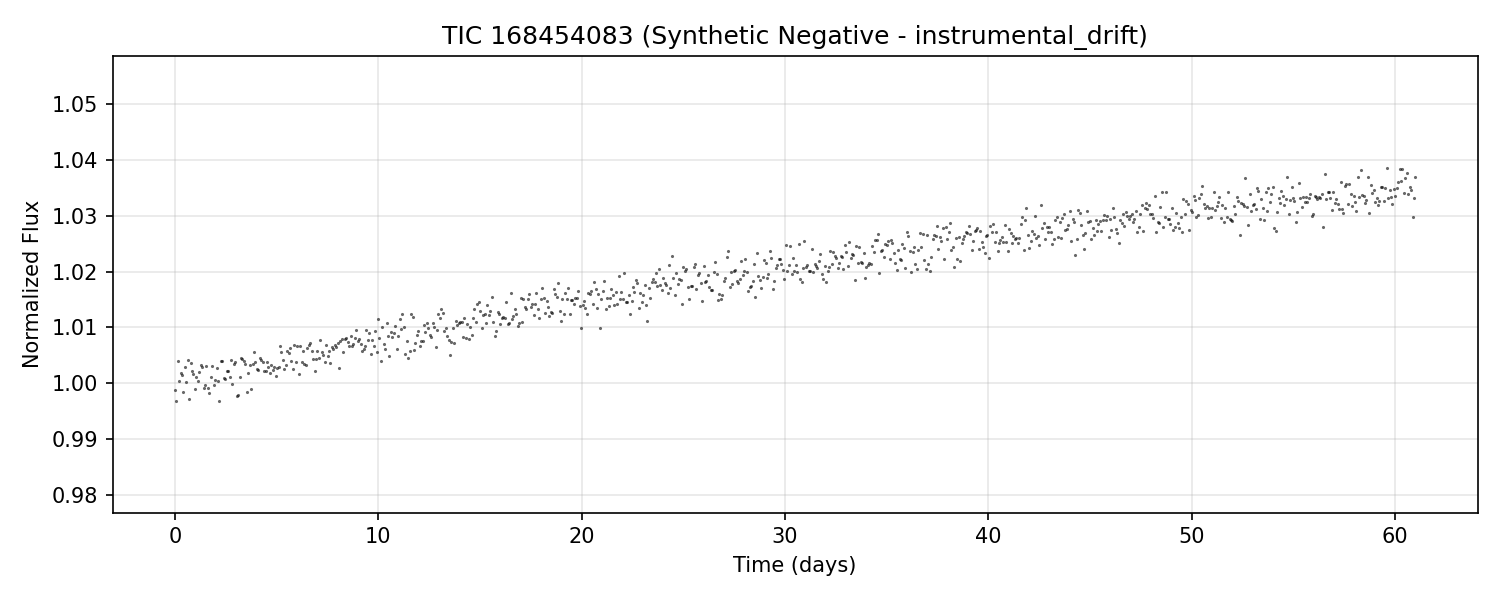 TIC 168454083 (Synthetic Negative - instrumental_drift)
Normalized Flux
1.05
1.04
1.03
1.02
1.01
1.00
0.99
0.98
0 10 20 30 40 50 60
Time (days)